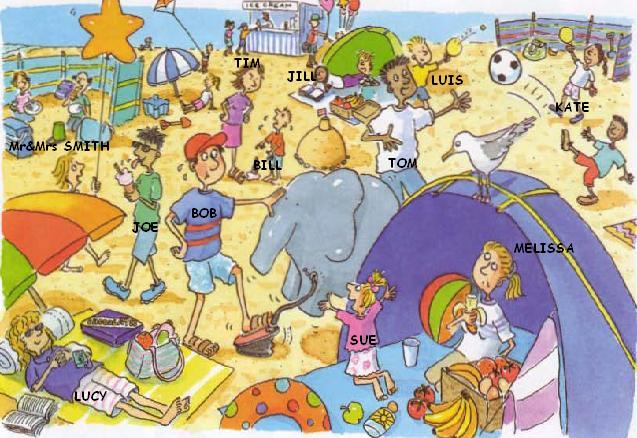 ICE CREAM
TIM
JILL
LUIS
KATE
Mr&Mrs SMITH
BILL
TOM
JOE
BOB
MELISSA
SUE
LUCY